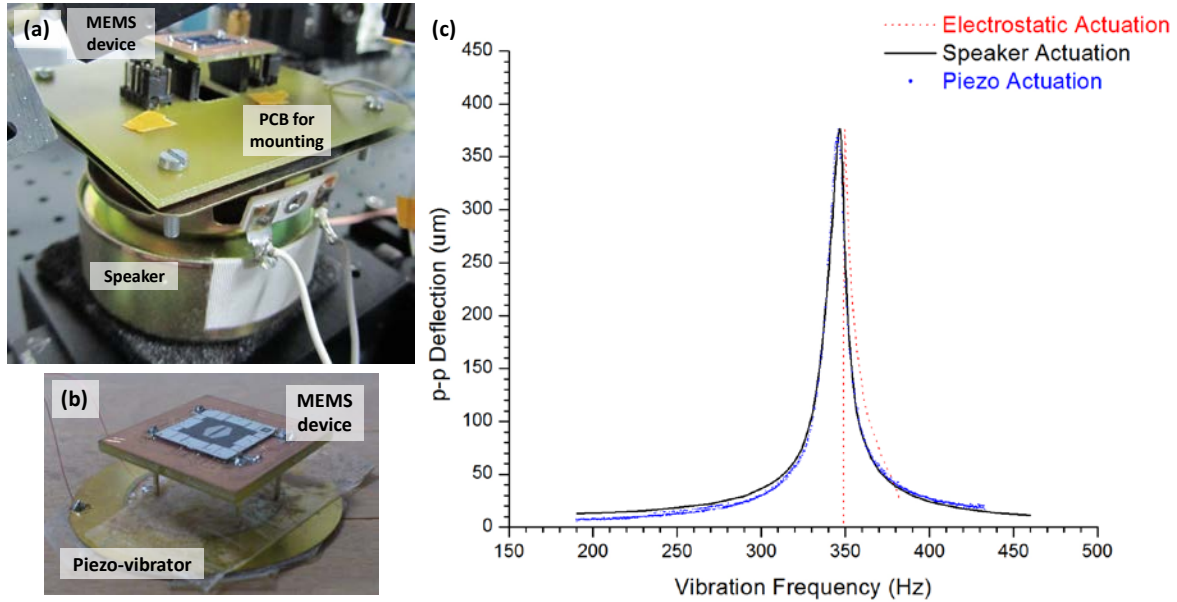 (a)
MEMS
device
PCB for
mounting
Speaker
(b)
MEMS
device
Piezo-vibrator
(c)
Electrostatic Actuation
Speaker Actuation
Piezo Actuation
p-p Deflection (um)
450
400
350
300
250
200
150
100
50
0
150 200 250 300 350 400 450 500
Vibration Frequency (Hz)